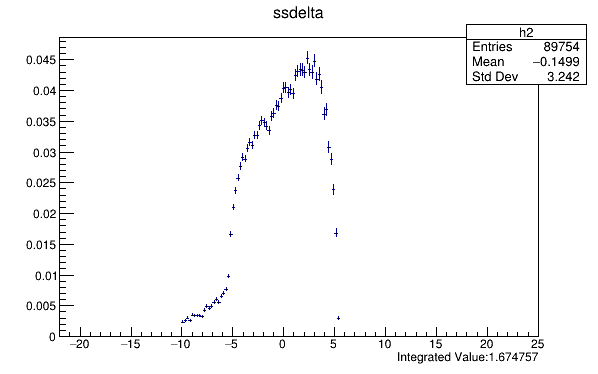 ssdelta
h2
Entries 89754
Mean −0.1499
Std Dev 3.242
0.045
0.04
0.035
0.03
0.025
0.02
0.015
0.01
0.005
0
−20 −15 −10 −5 0 5 10 15 20 25
Integrated Value:1.674757